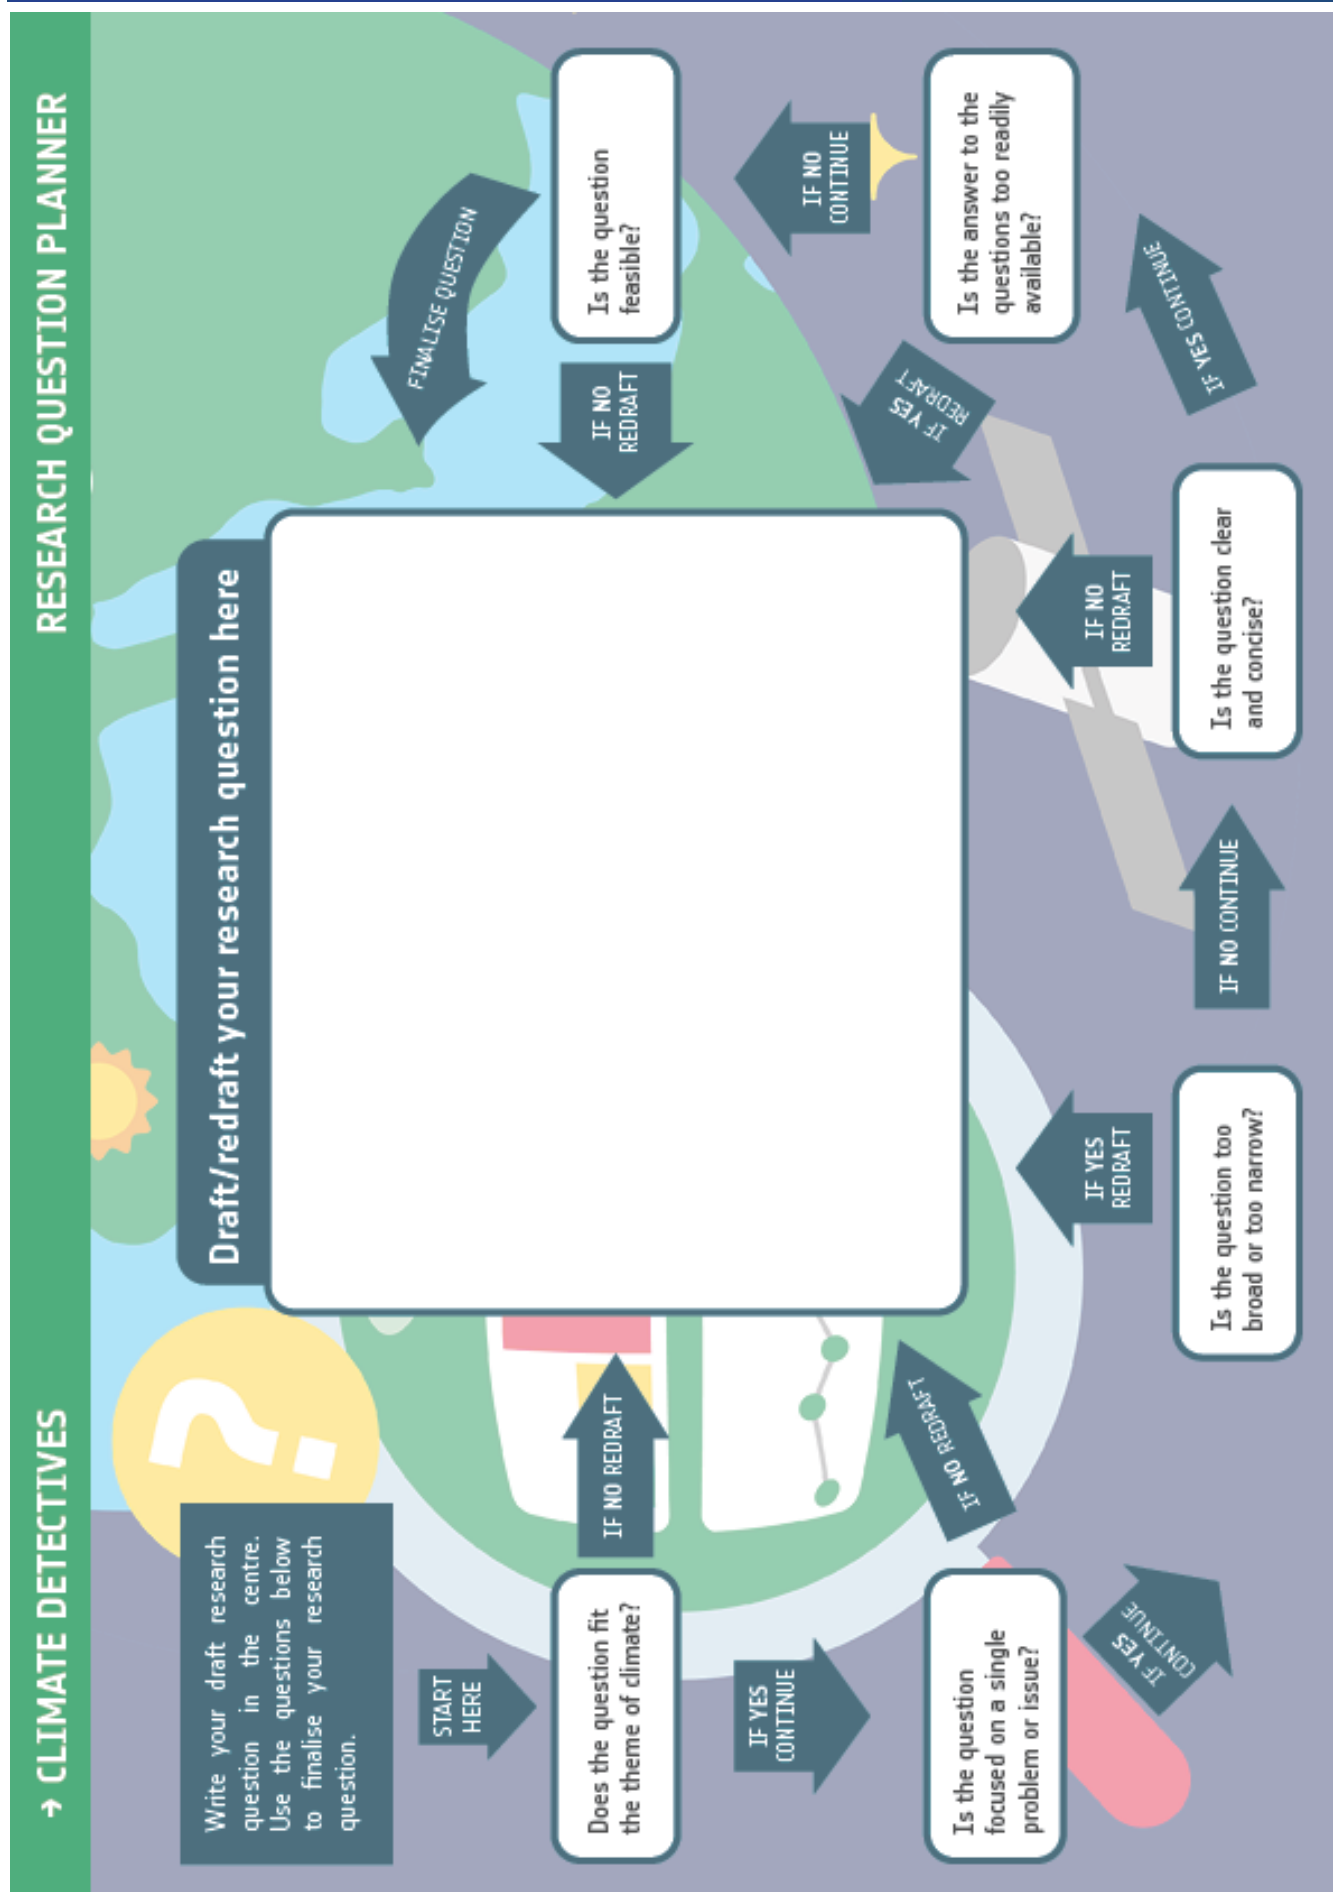 → CLIMATE DETECTIVES
RESEARCH QUESTION PLANNER
Write your draft research
question in the centre.
Use the questions below
to finalise your research
question.
Draft/redraft your research question here
START
HERE
Does the question fit
the theme of climate?
IF NO REDRAFT
IF YES
CONTINUE
Is the question
focused on a single
problem or issue?
IF NO REDRAFT
IF YES
CONTINUE
Is the question too
broad or too narrow?
IF YES
REDRAFT
IF NO CONTINUE
Is the question clear
and concise?
IF NO
REDRAFT
IF YES CONTINUE
Is the answer to the
questions too readily
available?
IF YES
REDRAFT
IF NO
CONTINUE
Is the question
feasible?
IF NO
REDRAFT
FINALISE QUESTION